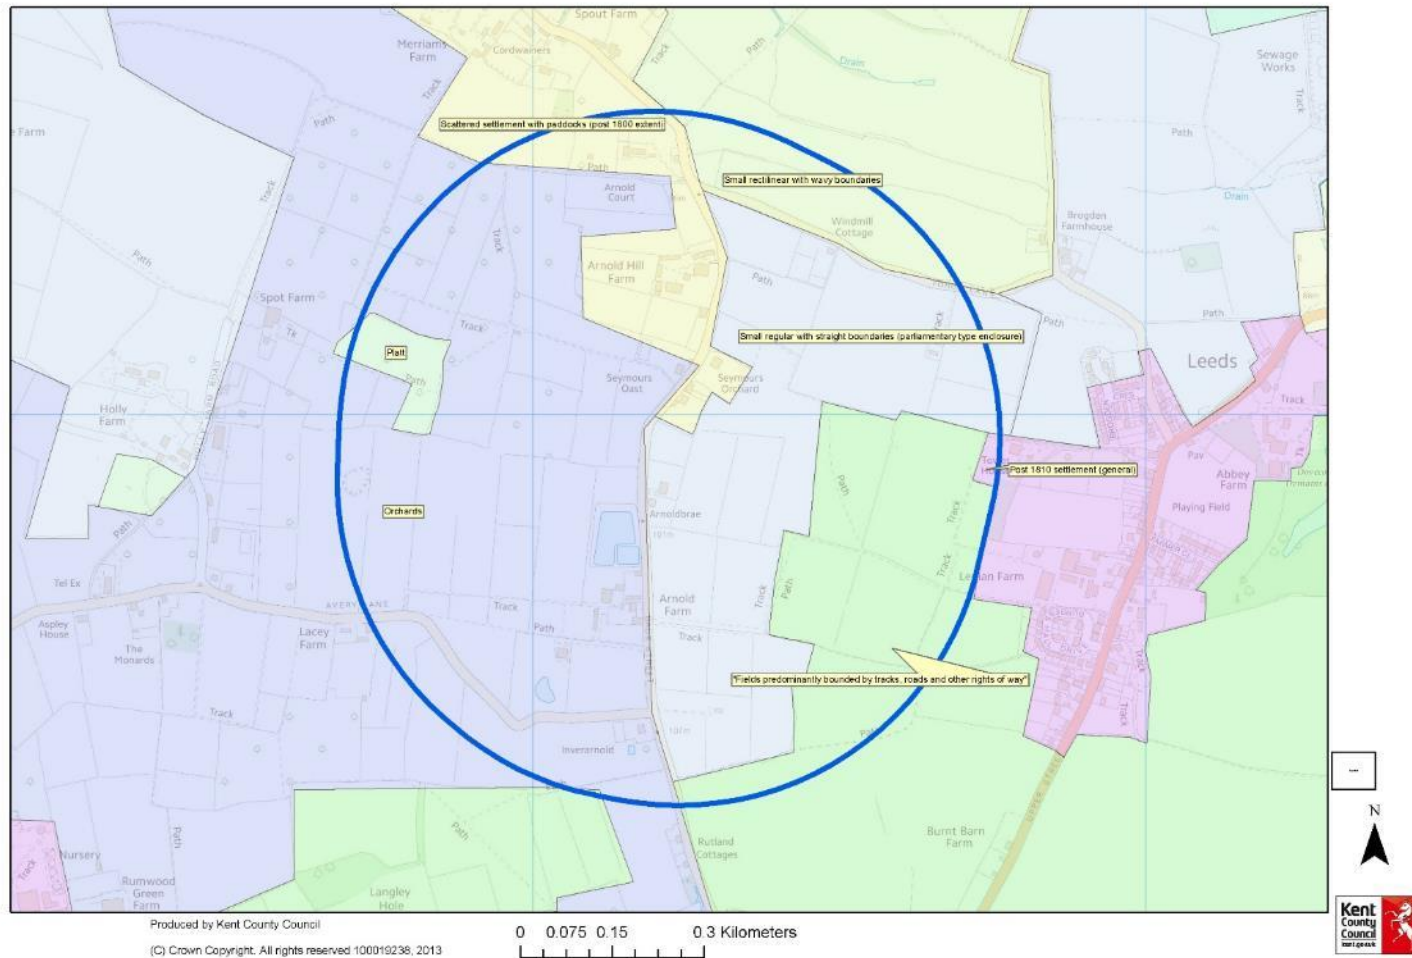 Spout Farm
Merriams
Farm
Cordwainers
Track
Path
Drain
Sewage
Works
Track
Path
Scattered settlement with paddocks (post 1800 extent)
Path
Track
Path
Small rectilinear with wavy boundaries
Arnold
Court
Track
Windmill
Cottage
Brogden
Farmhouse
Drain
Path
Arnold Hill
Farm
Path
Spot Farm
Track
Track
Path
Path
Small regular with straight boundaries (parliamentary type enclosure)
Platt
Path
Leeds
Seymours
Oast
Seymours
Orchard
Track
Holly
Farm
Pav
Abbey
Farm
Post 1810 settlement (general)
Path
Playing Field
Orchards
Arnoldbrae
Track
Path
Tel Ex
Path
Leman Farm
AVERY LANE
Track
Path
Arnold
Farm
Track
Track
Aspley
House
The
Monards
Lacey
Farm
Track
"Fields predominantly bounded by tracks, roads and other rights of way"
Track
Track
Path
Inverarnold
UPPER STREET
N
Nursery
Path
Path
Rutland
Cottages
Burnt Barn
Farm
Track
Rumwood
Green
Farm
Langley
Hole
Produced by Kent County Council
(C) Crown Copyright. All rights reserved 100019238, 2013
0 0.075 0.15 0.3 Kilometers
Kent
County
Council
kent.gov.uk